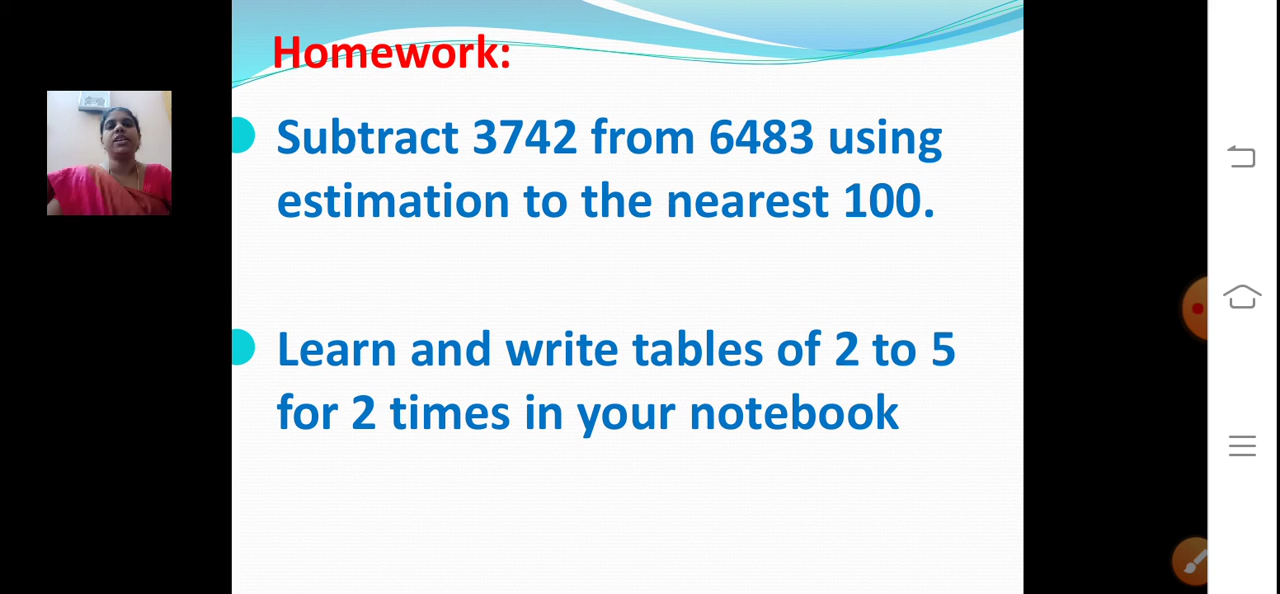 Homework:
Subtract 3742 from 6483 using
estimation to the nearest 100.
Learn and write tables of 2 to 5
for 2 times in your notebook